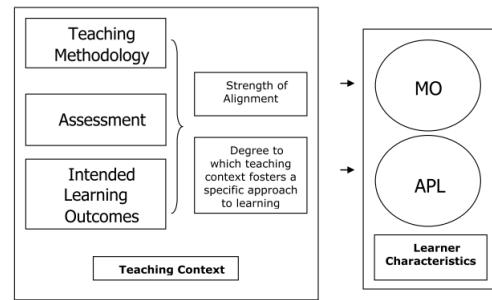 Teaching
Methodology
Assessment
Intended
Learning
Outcomes
Strength of
Alignment
Degree to
which teaching
context fosters a
specific approach
to learning
Teaching Context
MO
APL
Learner
Characteristics